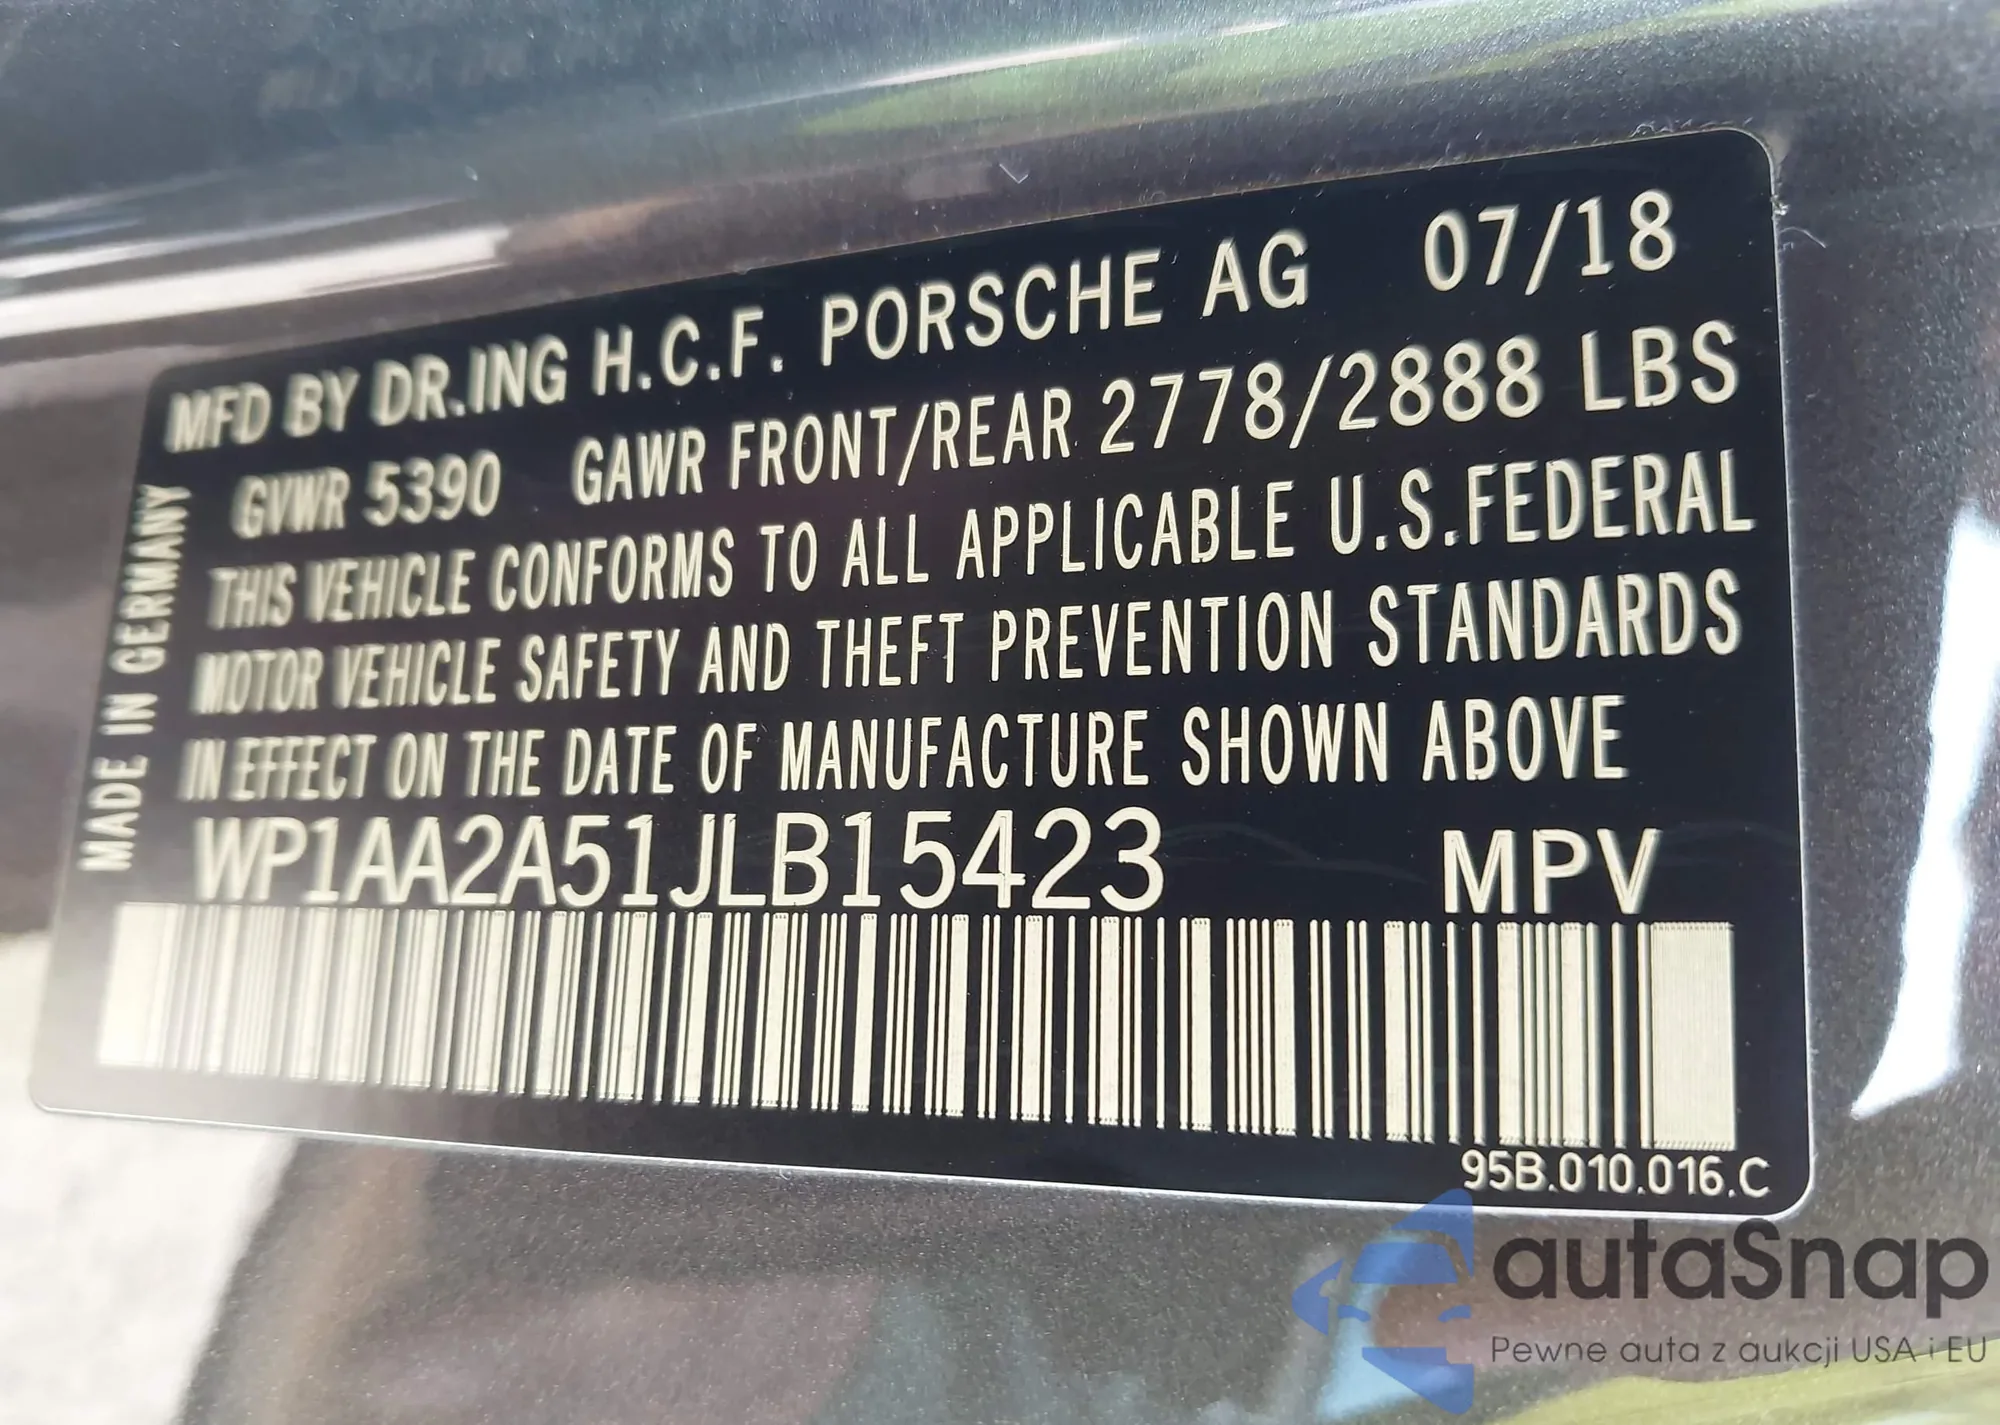 MFD BY DR.ING H.C.F. PORSCHE AG 07/18
GVWR 5390 GAWR FRONT/REAR 2778/2888 LBS
THIS VEHICLE CONFORMS TO ALL APPLICABLE U.S.FEDERAL
MOTOR VEHICLE SAFETY AND THEFT PREVENTION STANDARDS
IN EFFECT ON THE DATE OF MANUFACTURE SHOWN ABOVE
WP1AA2A51JLB15423 MPV
95B.010.016.C
MADE IN GERMANY
autaSnap
Pewne auta z aukcji USA i EU